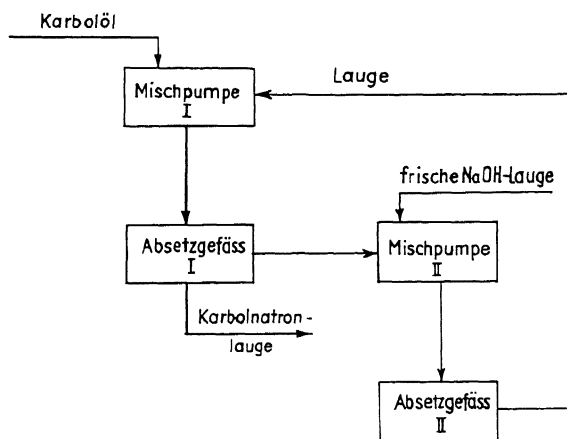 Karbolöl
Mischpumpe
I
Lauge
frische NaOH-Lauge
Absetzgefäss
I
Mischpumpe
II
Karbolnatron-
lauge
Absetzgefäss
II